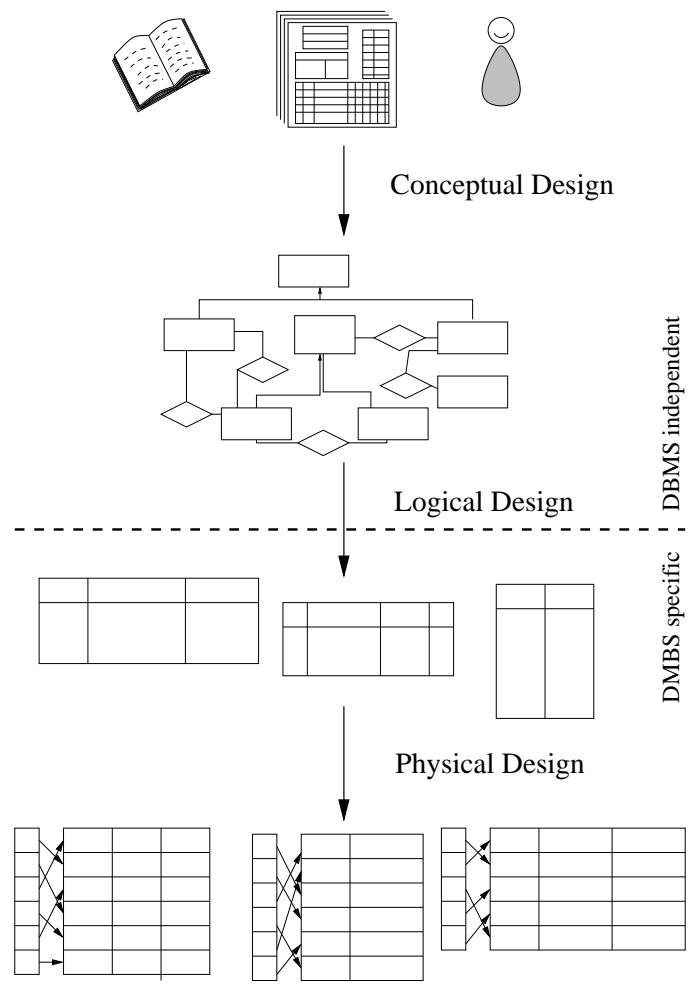 Conceptual Design
DBMS independent
Logical Design
DMBS specific
Physical Design